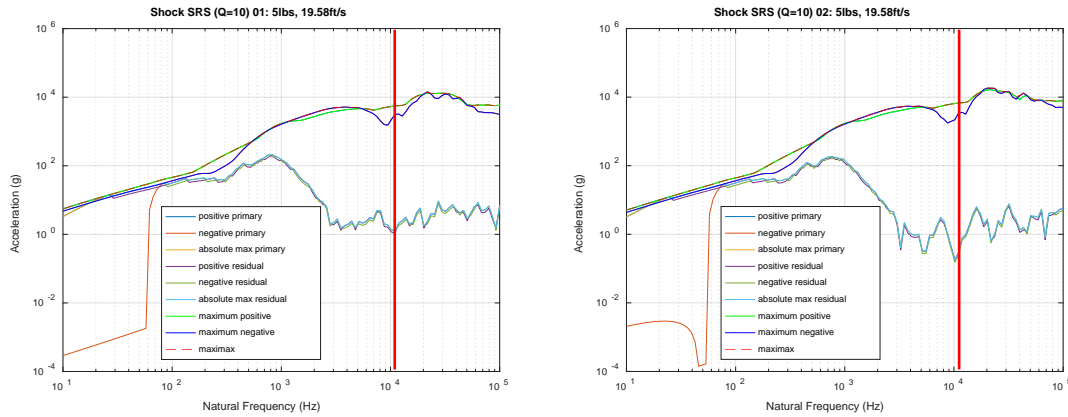 Shock SRS (Q=10) 01: 5lbs, 19.58ft/s
10^6
10^4
10^2
10^0
10^-2
10^-4
Acceleration (g)
positive primary
negative primary
absolute max primary
positive residual
negative residual
absolute max residual
maximum positive
maximum negative
maximax
10^1
10^2
10^3
10^4
10^5
Natural Frequency (Hz)
Shock SRS (Q=10) 02: 5lbs, 19.58ft/s
10^6
10^4
10^2
10^0
10^-2
10^-4
Acceleration (g)
positive primary
negative primary
absolute max primary
positive residual
negative residual
absolute max residual
maximum positive
maximum negative
maximax
10^1
10^2
10^3
10^4
10^5
Natural Frequency (Hz)